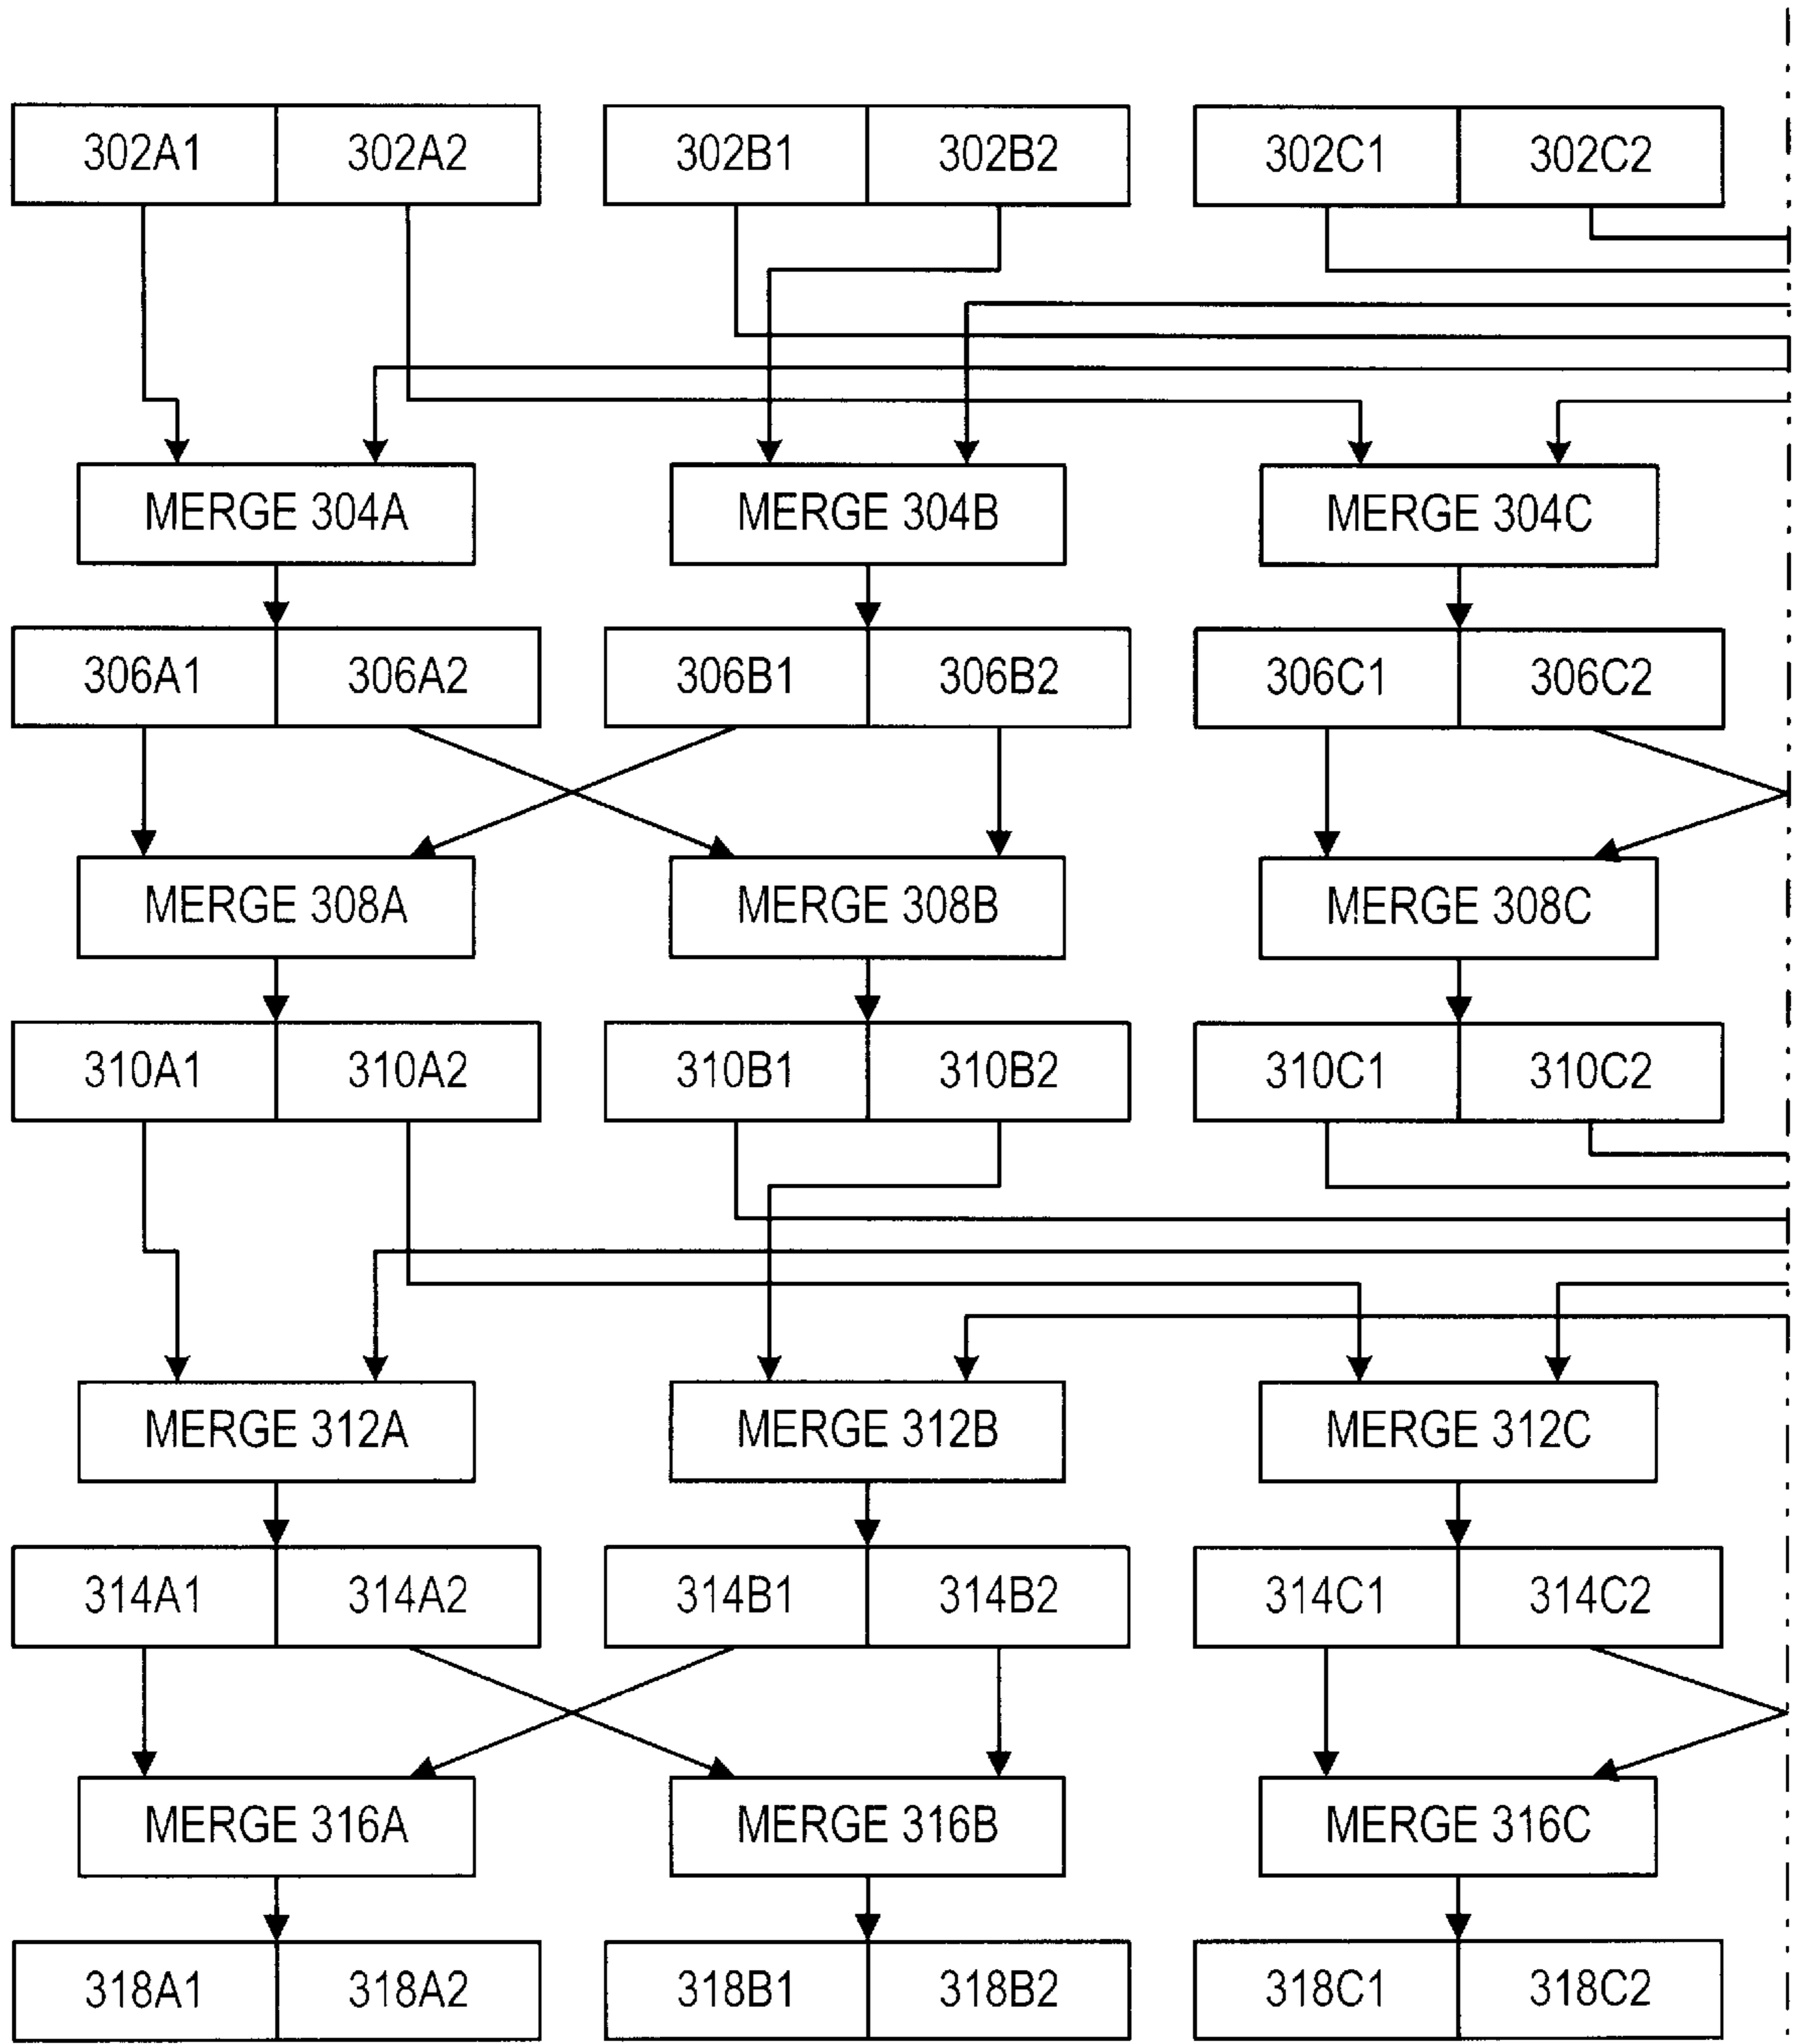 302A1 302A2 302B1 302B2 302C1 302C2
MERGE 304A MERGE 304B MERGE 304C
306A1 306A2 306B1 306B2 306C1 306C2
MERGE 308A MERGE 308B MERGE 308C
310A1 310A2 310B1 310B2 310C1 310C2
MERGE 312A MERGE 312B MERGE 312C
314A1 314A2 314B1 314B2 314C1 314C2
MERGE 316A MERGE 316B MERGE 316C
318A1 318A2 318B1 318B2 318C1 318C2